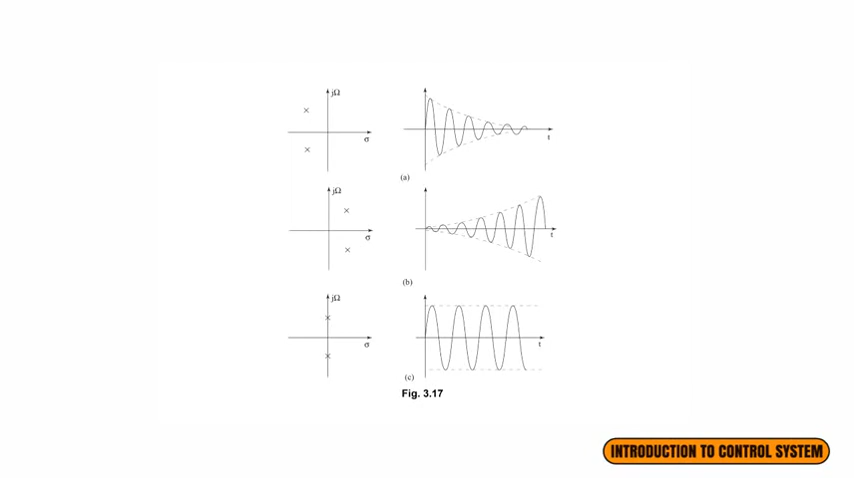 jΩ
σ
t
(a)
jΩ
σ
t
(b)
jΩ
σ
t
(c)
Fig. 3.17
INTRODUCTION TO CONTROL SYSTEM